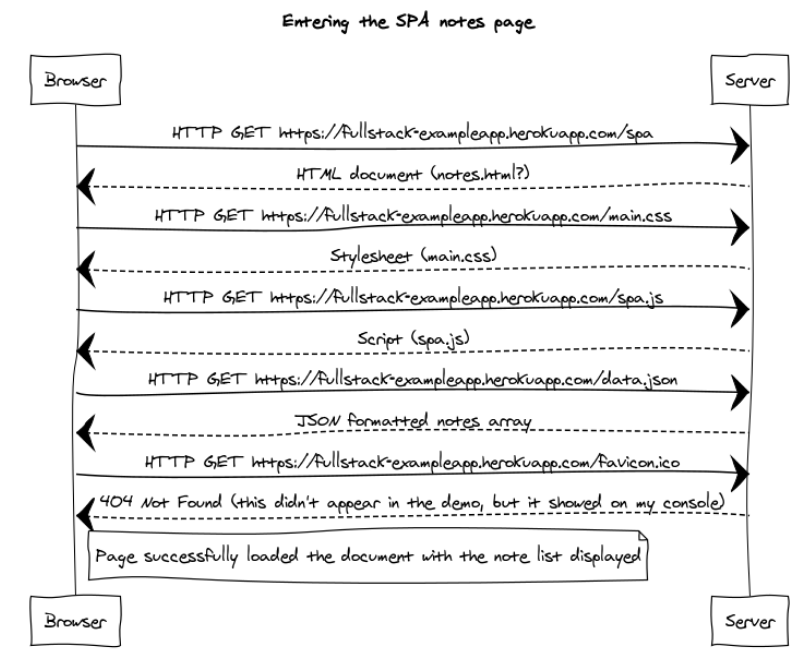 Entering the SPA notes page
Browser
Server
HTTP GET https://fullstack-exampleapp.herokuapp.com/spa
HTML document (notes.html?)
HTTP GET https://fullstack-exampleapp.herokuapp.com/main.css
Stylesheet (main.css)
HTTP GET https://fullstack-exampleapp.herokuapp.com/spa.js
Script (spa.js)
HTTP GET https://fullstack-exampleapp.herokuapp.com/data.json
JSON formatted notes array
HTTP GET https://fullstack-exampleapp.herokuapp.com/favicon.ico
404 Not Found (this didn't appear in the demo, but it showed on my console)
Page successfully loaded the document with the note list displayed
Browser
Server